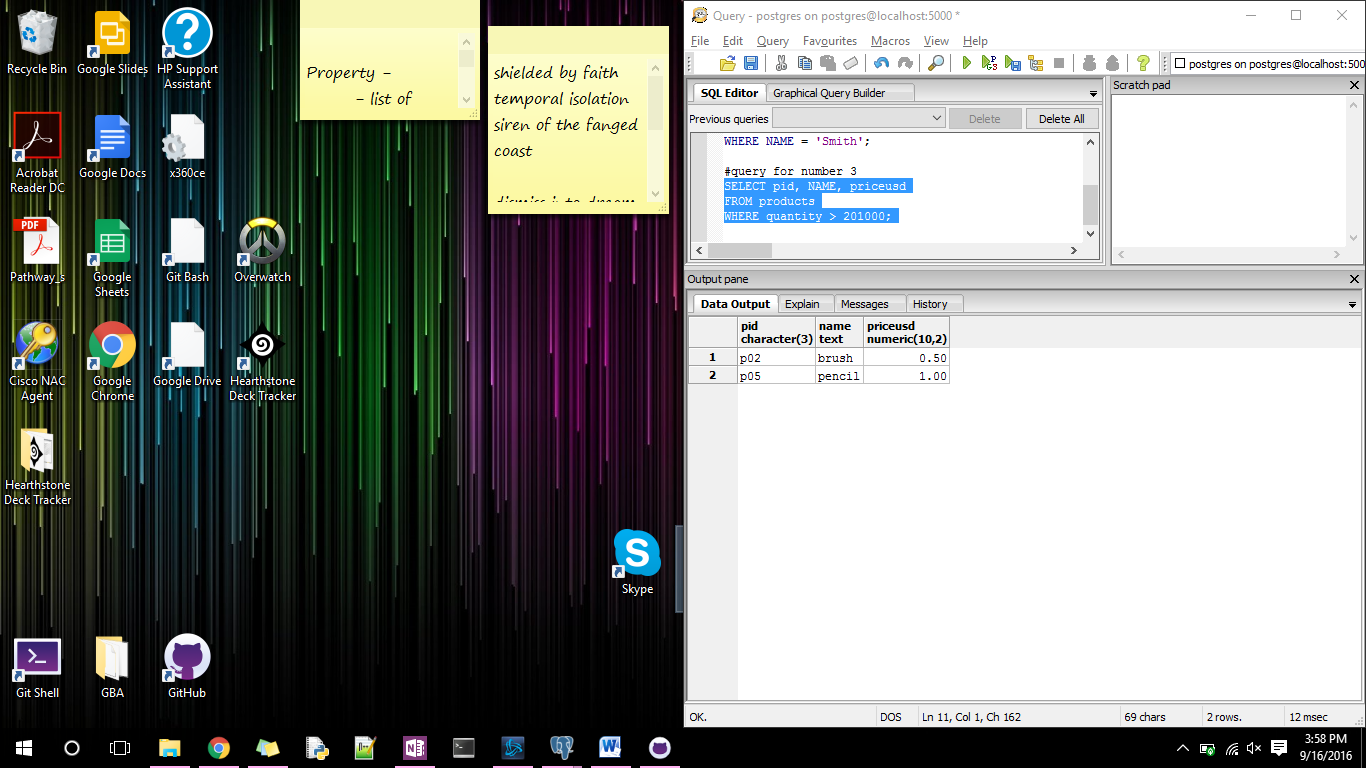 Recycle Bin
Google Slides
HP Support
Assistant
Acrobat
Reader DC
Google Docs
x360ce
PDF
Pathway_s
Google
Sheets
Git Bash
Overwatch
Cisco NAC
Agent
Google
Chrome
Google Drive
Hearthstone
Deck Tracker
Hearthstone
Deck Tracker
Skype
Git Shell
GBA
GitHub
Property -
- list of
shielded by faith
temporal isolation
siren of the fanged
coast
Query - postgres on postgres@localhost:5000 *
File Edit Query Favourites Macros View Help
postgres on postgres@localhost:500
SQL Editor Graphical Query Builder
Previous queries Delete Delete All
WHERE NAME = 'Smith';
#query for number 3
SELECT pid, NAME, priceusd
FROM products
WHERE quantity > 201000;
Scratch pad
Output pane
Data Output Explain Messages History
pid name priceusd
character(3) text numeric(10,2)
1 p02 brush 0.50
2 p05 pencil 1.00
OK. DOS Ln 11, Col 1, Ch 162 69 chars 2 rows. 12 msec
3:58 PM
9/16/2016